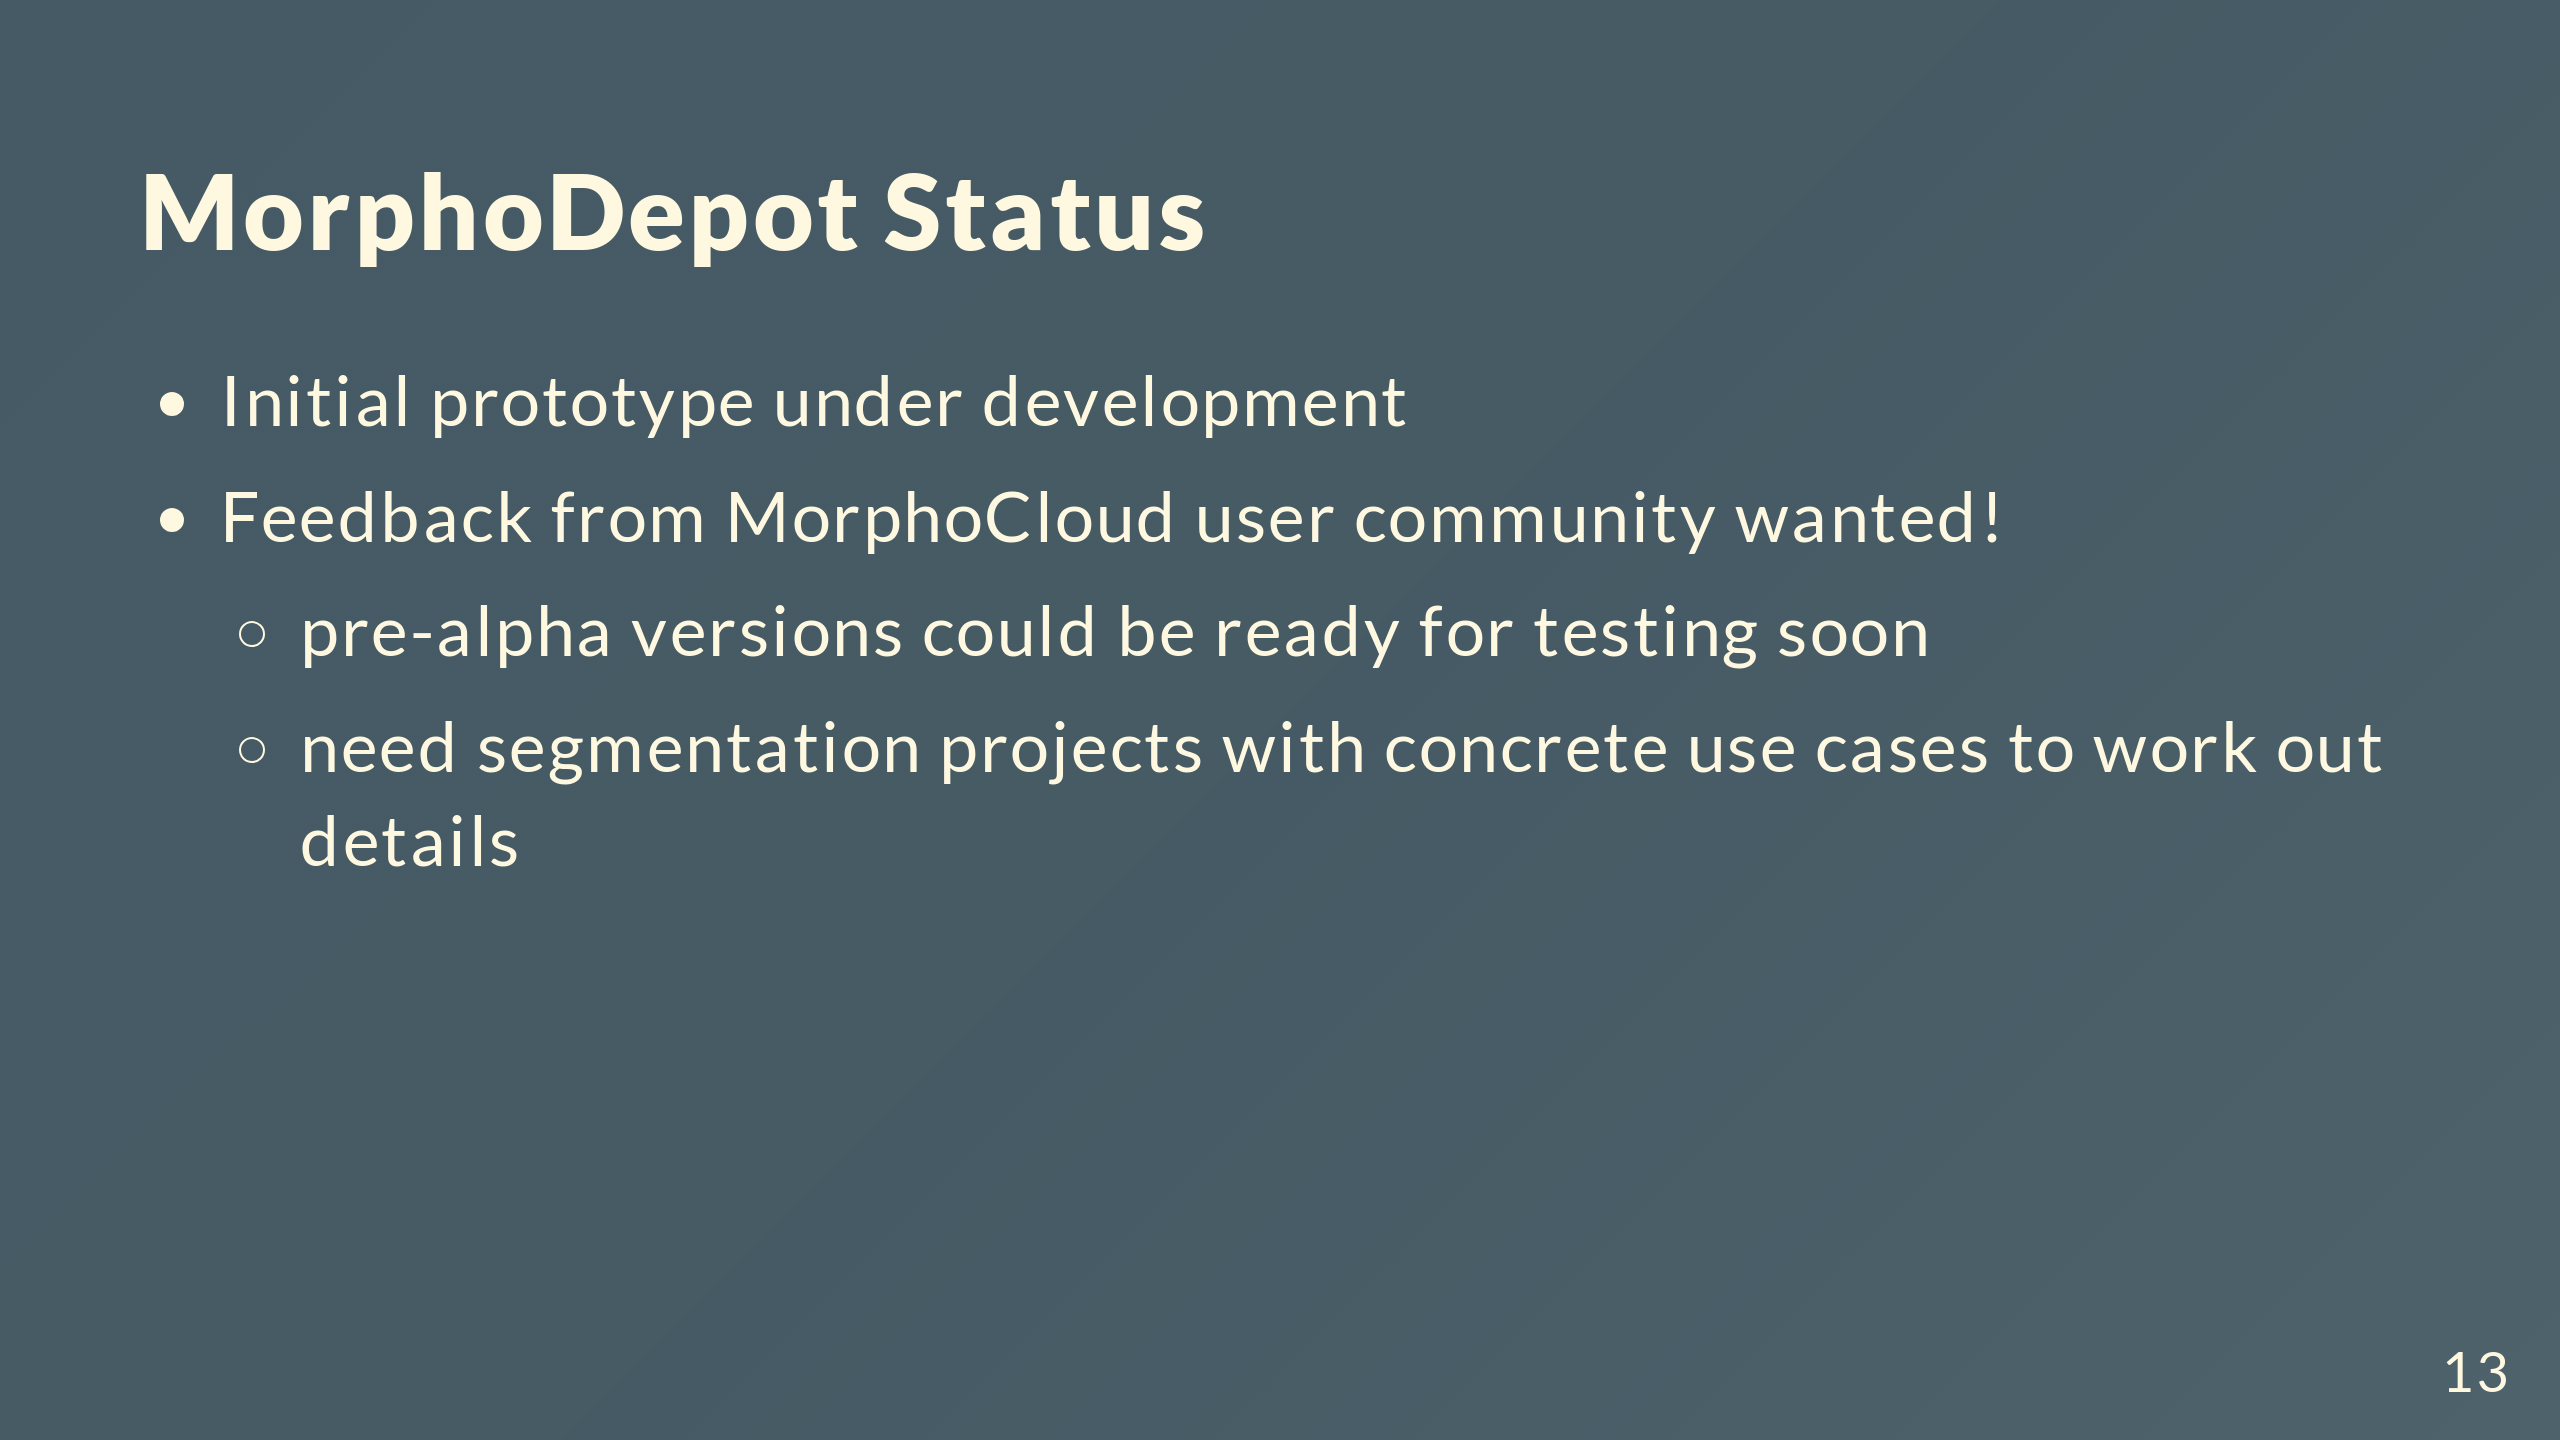 MorphoDepot Status
• Initial prototype under development
• Feedback from MorphoCloud user community wanted!
○ pre-alpha versions could be ready for testing soon
○ need segmentation projects with concrete use cases to work out
details
13